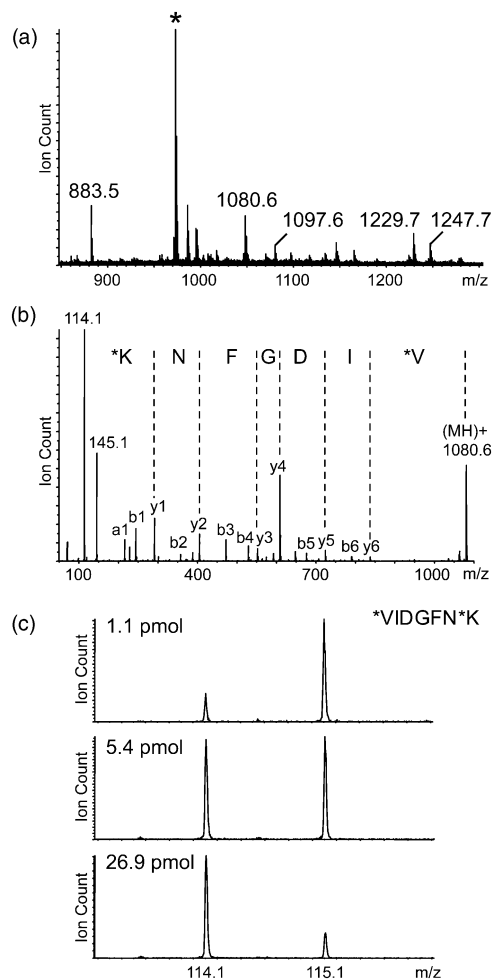 (a)
*
Ion Count
883.5
1080.6
1097.6
1229.7
1247.7
900
1000
1100
1200
m/z
(b)
114.1
*K N F G D I *V
(MH)+
1080.6
145.1
Ion Count
a1
b1
y1
b2
y2
b3
b4
y3
y4
b5
y5
b6
y6
100
400
700
1000
m/z
(c)
*VIDGFN*K
1.1 pmol
Ion Count
5.4 pmol
Ion Count
26.9 pmol
Ion Count
114.1
115.1
m/z